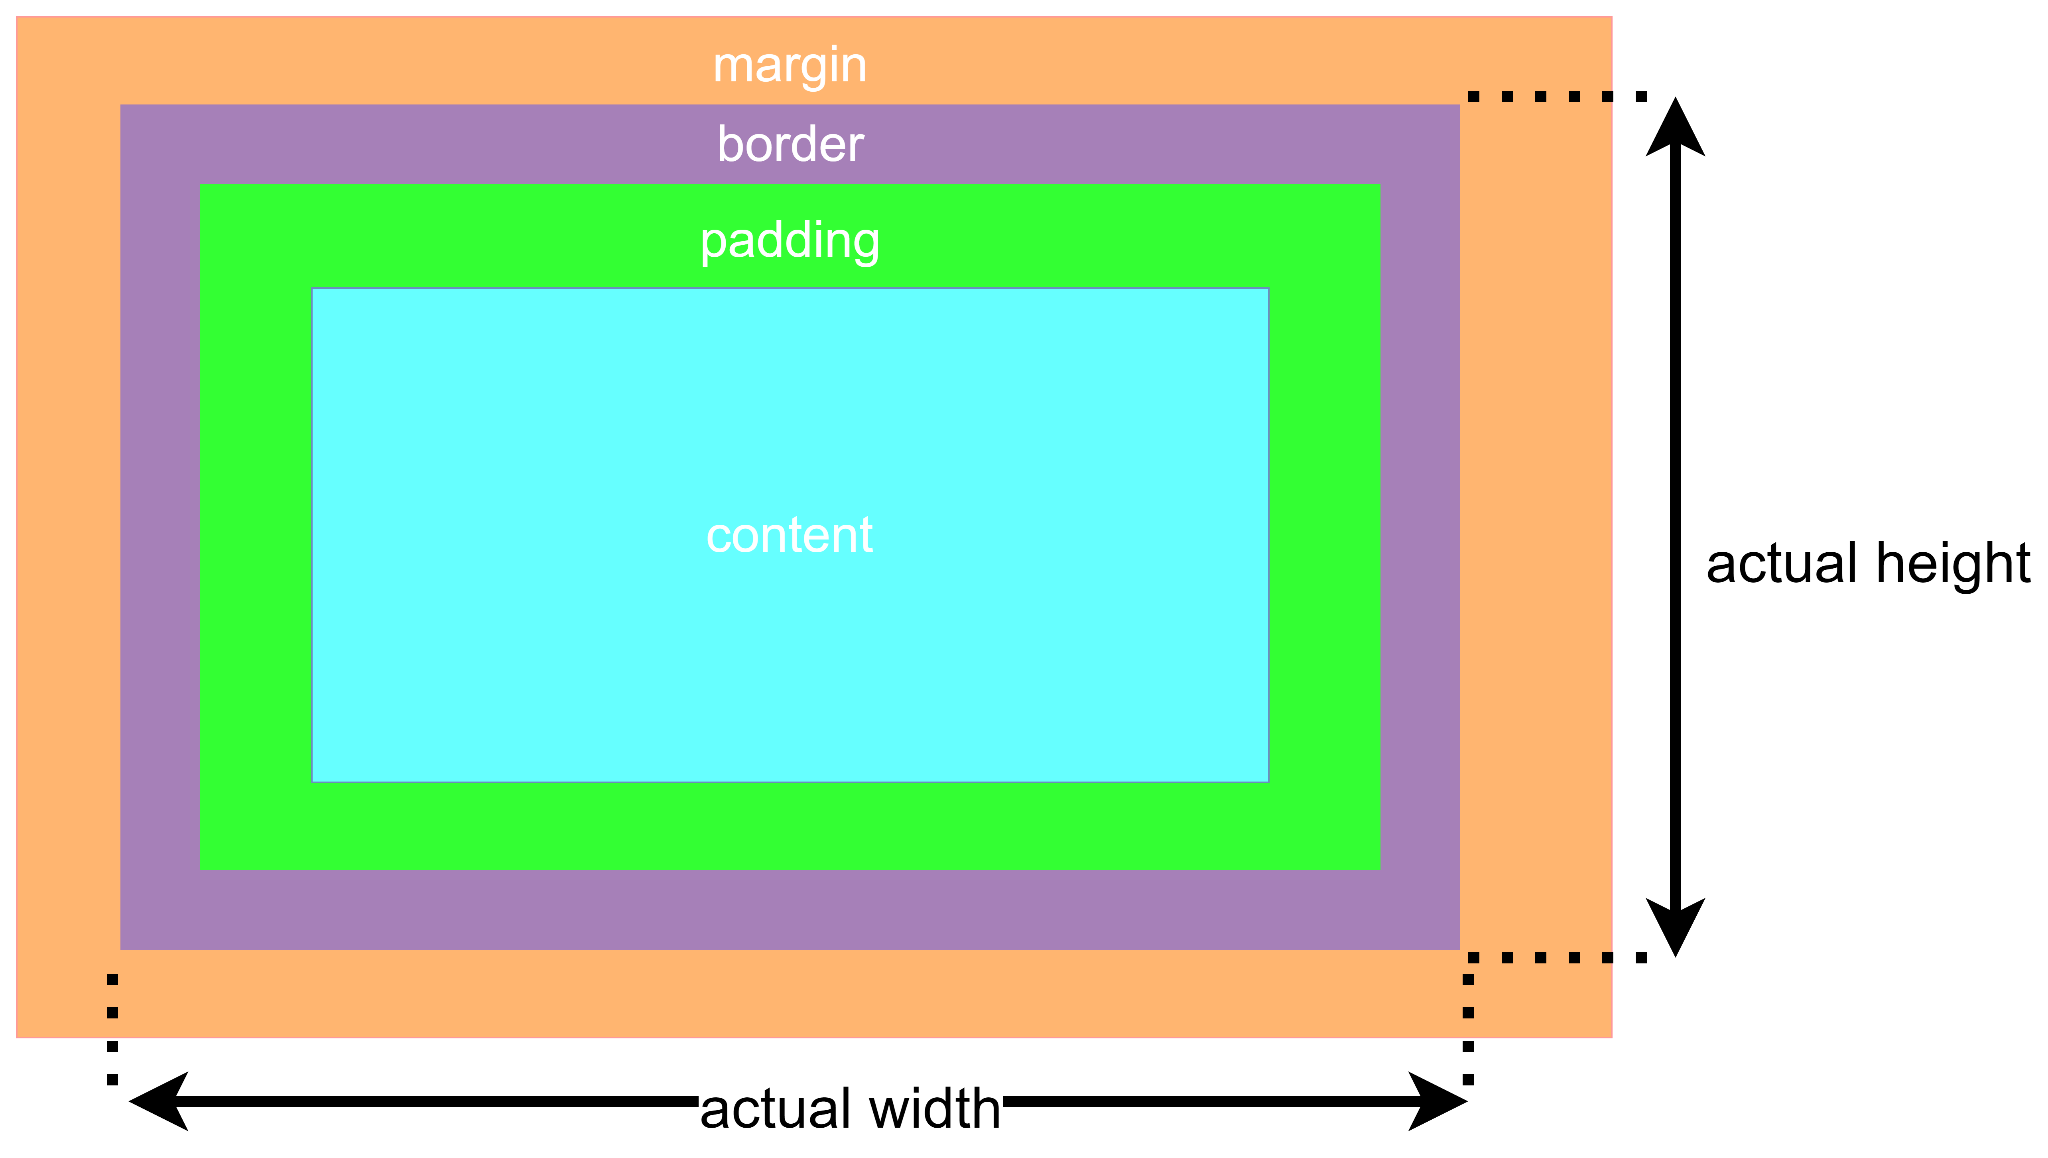 margin
border
padding
content
actual height
actual width